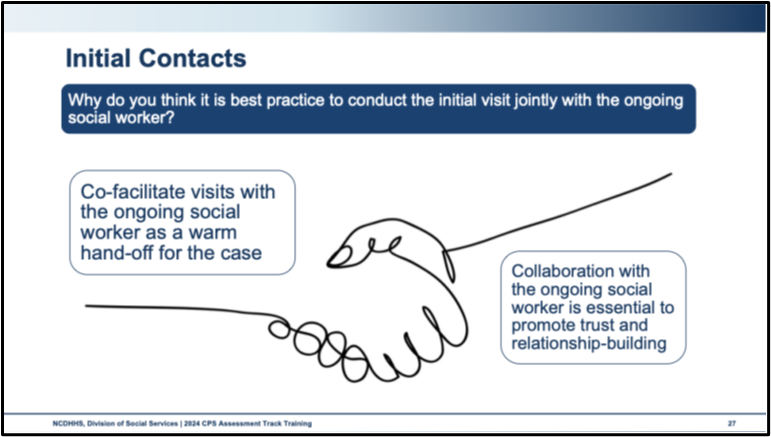 Initial Contacts
Why do you think it is best practice to conduct the initial visit jointly with the ongoing
social worker?
Co-facilitate visits with
the ongoing social
worker as a warm
hand-off for the case
Collaboration with
the ongoing social
worker is essential to
promote trust and
relationship-building
NCDHHS, Division of Social Services | 2024 CPS Assessment Track Training
27